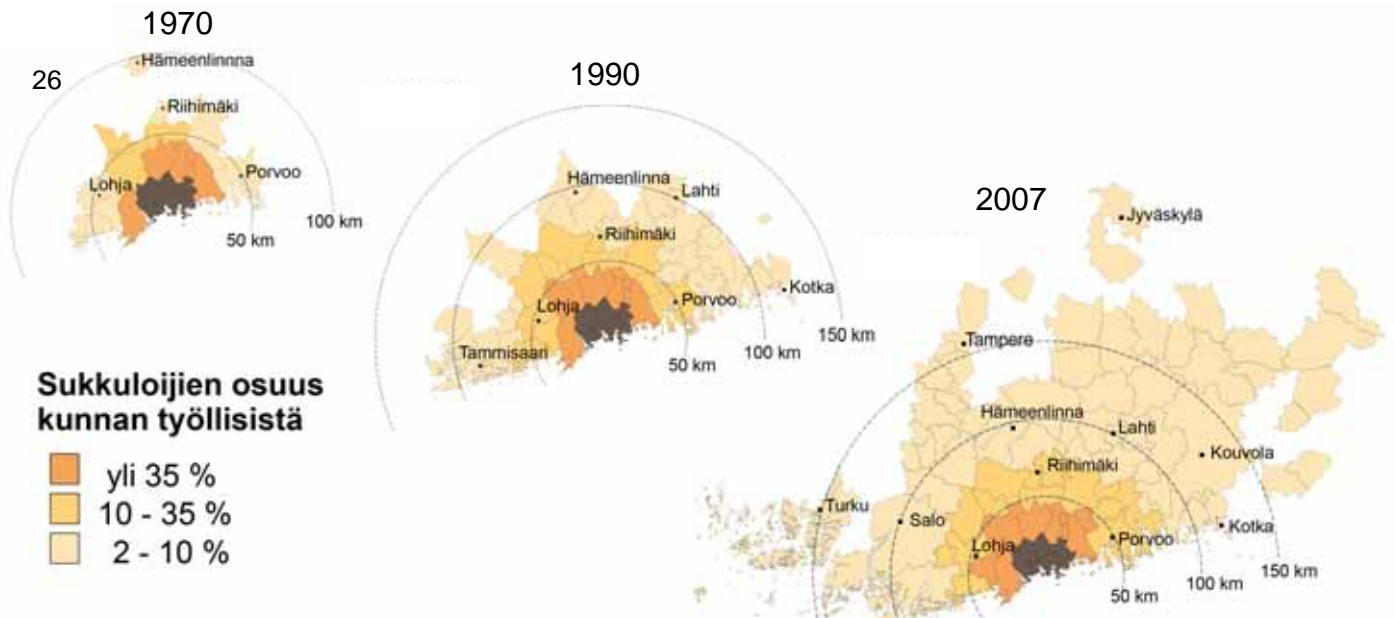 1970
26
Hämeenlinnna
Riihimäki
Porvoo
Lohja
100 km
50 km
1990
Hämeenlinna
Lahti
Riihimäki
Kotka
Porvoo
Lohja
150 km
100 km
Tammisaari
50 km
2007
Jyväskylä
Tampere
Hämeenlinna
Lahti
Kouvola
Riihimäki
Turku
Salo
Kotka
Porvoo
Lohja
150 km
100 km
50 km
Sukkuloijien osuus
kunnan työllisistä
yli 35 %
10 - 35 %
2 - 10 %